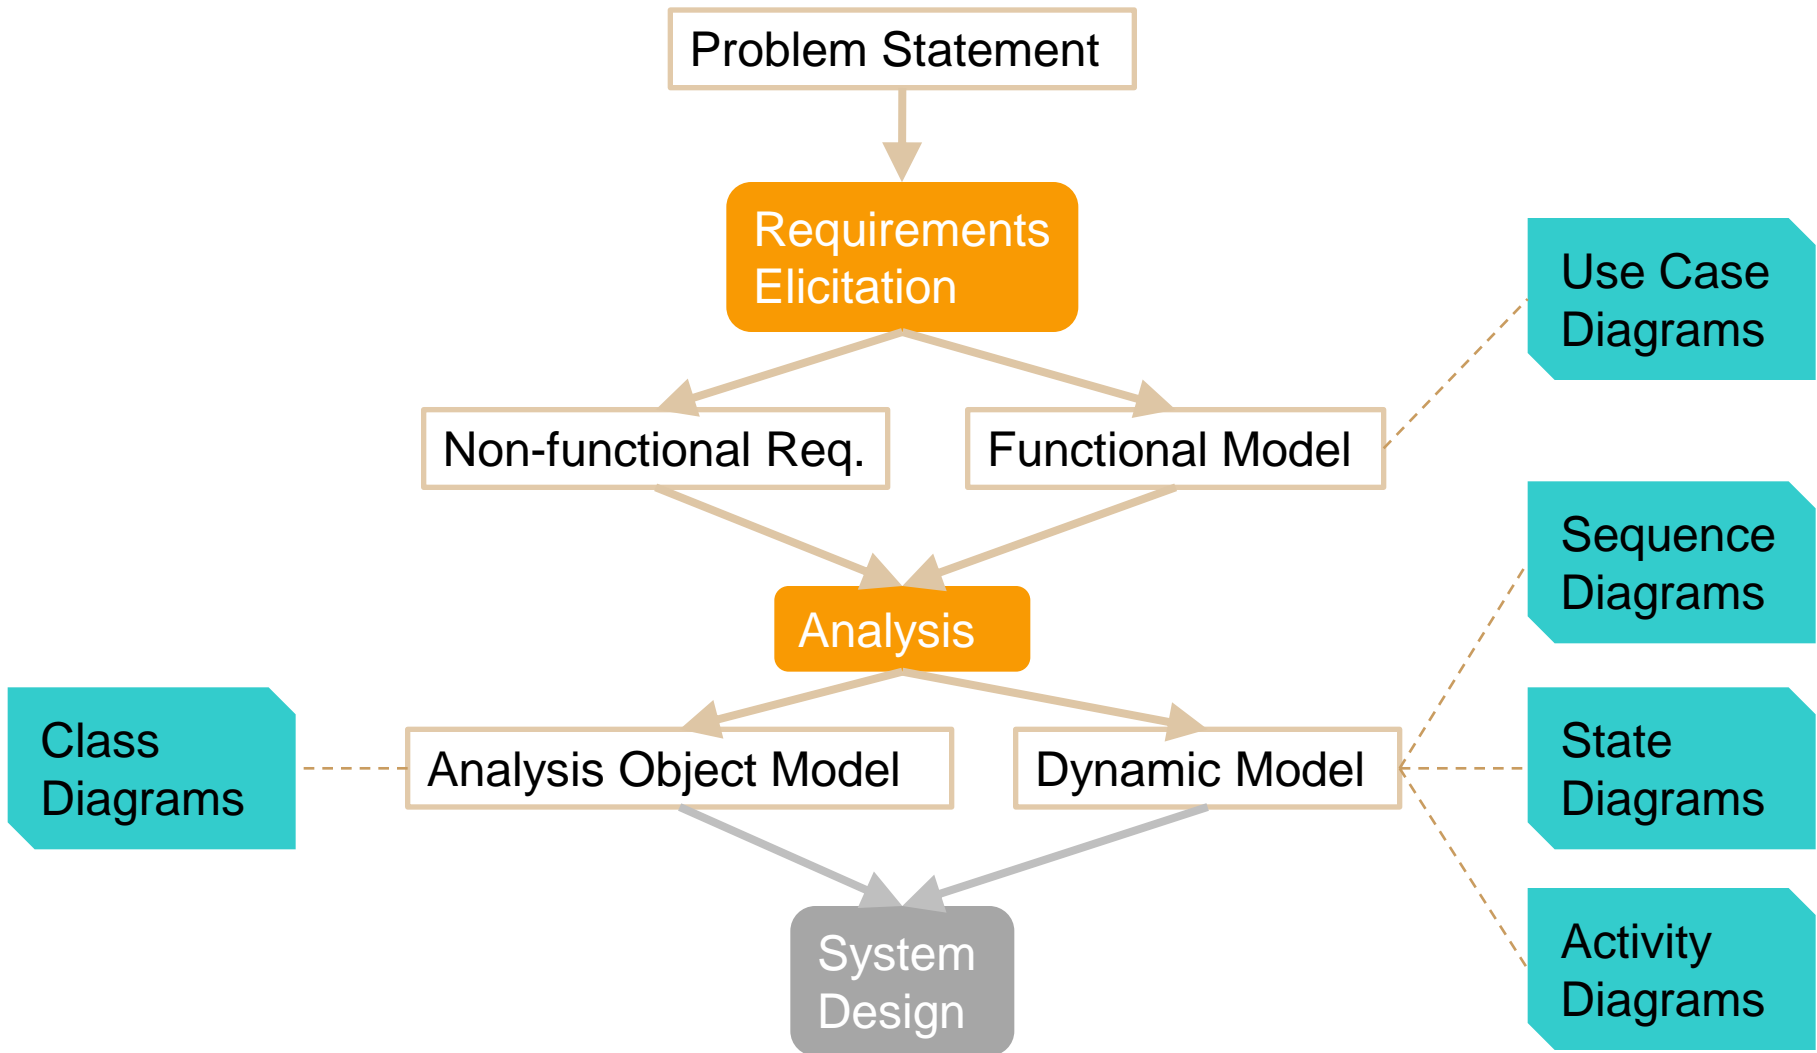 Problem Statement
Requirements
Elicitation
Use Case
Diagrams
Non-functional Req.
Functional Model
Sequence
Diagrams
Analysis
Class
Diagrams
Analysis Object Model
Dynamic Model
State
Diagrams
System
Design
Activity
Diagrams